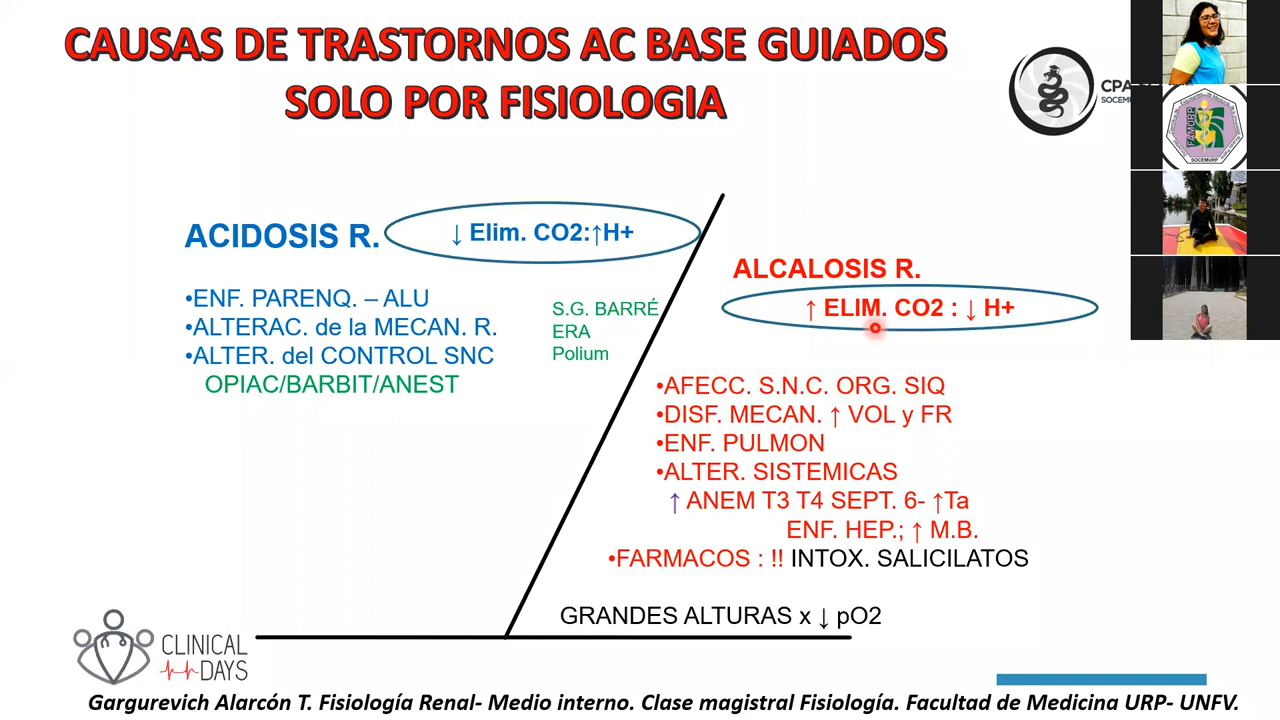 CAUSAS DE TRASTORNOS AC BASE GUIADOS
SOLO POR FISIOLOGIA
ACIDOSIS R.
↓ Elim. CO2:↑H+
•ENF. PARENQ. – ALU
•ALTERAC. de la MECAN. R.
•ALTER. del CONTROL SNC
OPIAC/BARBIT/ANEST
S.G. BARRÉ
ERA
Polium
ALCALOSIS R.
↑ ELIM. CO2 : ↓ H+
•AFECC. S.N.C. ORG. SIQ
•DISF. MECAN. ↑ VOL y FR
•ENF. PULMON
•ALTER. SISTEMICAS
↑ ANEM T3 T4 SEPT. 6- ↑Ta
ENF. HEP.; ↑ M.B.
•FARMACOS : !! INTOX. SALICILATOS
GRANDES ALTURAS x ↓ pO2
CLINICAL
DAYS
Gargurevich Alarcón T. Fisiología Renal- Medio interno. Clase magistral Fisiología. Facultad de Medicina URP- UNFV.
FAMURP
SOCEMURP